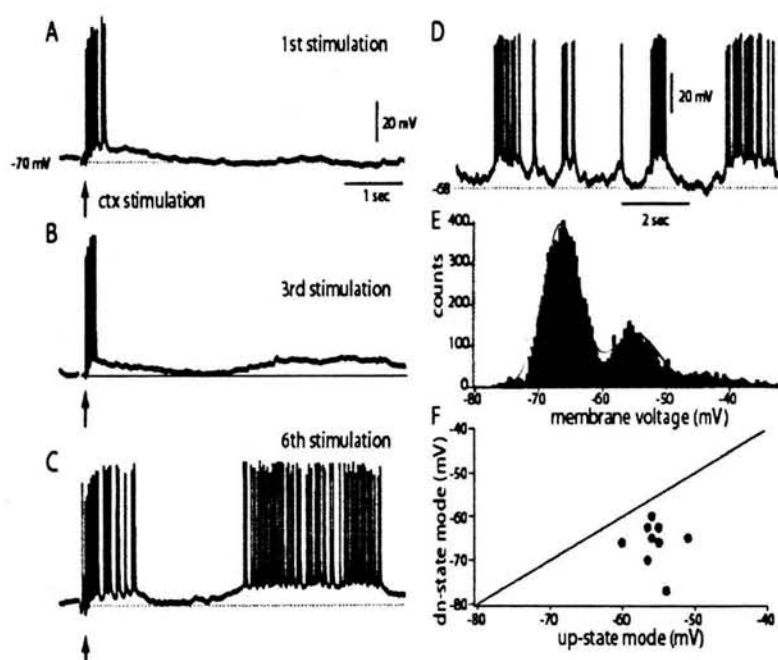 A
1st stimulation
20 mV
-70 mV
1 sec
ctx stimulation
B
3rd stimulation
C
6th stimulation
D
20 mV
-68
2 sec
E
400
300
200
100
0
counts
-80
-70
-60
-50
-40
membrane voltage (mV)
F
-40
-50
-60
-70
-80
dn-state mode (mV)
-80
-70
-60
-50
-40
up-state mode (mV)